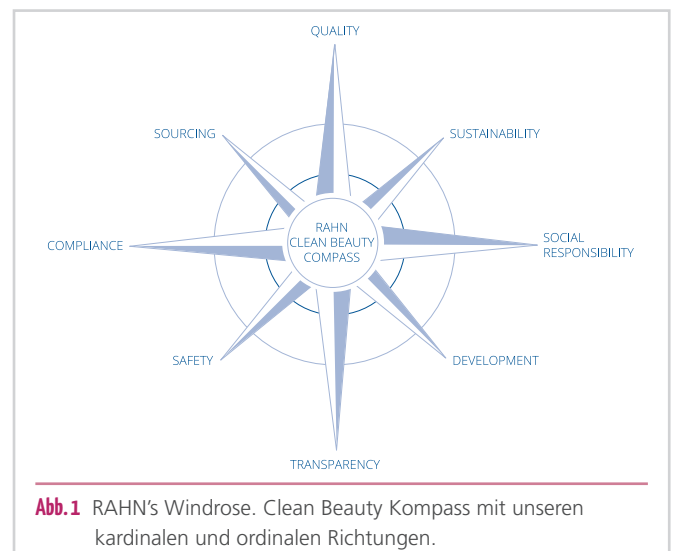 QUALITY
SOURCING
SUSTAINABILITY
COMPLIANCE
RAHN
CLEAN BEAUTY
COMPASS
SOCIAL
RESPONSIBILITY
SAFETY
DEVELOPMENT
TRANSPARENCY
Abb. 1 RAHN's Windrose. Clean Beauty Kompass mit unseren
kardinalen und ordinalen Richtungen.